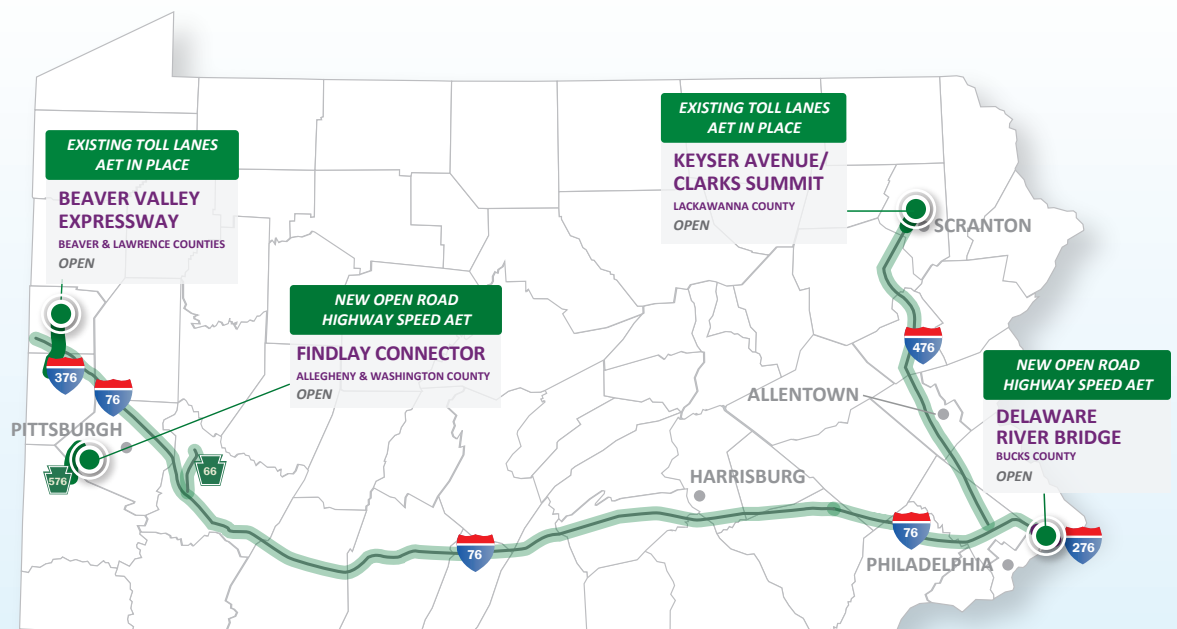 EXISTING TOLL LANES
AET IN PLACE
KEYSER AVENUE/
CLARKS SUMMIT
LACKAWANNA COUNTY
OPEN
SCRANTON
EXISTING TOLL LANES
AET IN PLACE
BEAVER VALLEY
EXPRESSWAY
BEAVER & LAWRENCE COUNTIES
OPEN
NEW OPEN ROAD
HIGHWAY SPEED AET
FINDLAY CONNECTOR
ALLEGHENY & WASHINGTON COUNTY
OPEN
476
NEW OPEN ROAD
HIGHWAY SPEED AET
DELAWARE
RIVER BRIDGE
BUCKS COUNTY
OPEN
376
76
ALLENTOWN
PITTSBURGH
576
66
HARRISBURG
76
76
276
PHILADELPHIA